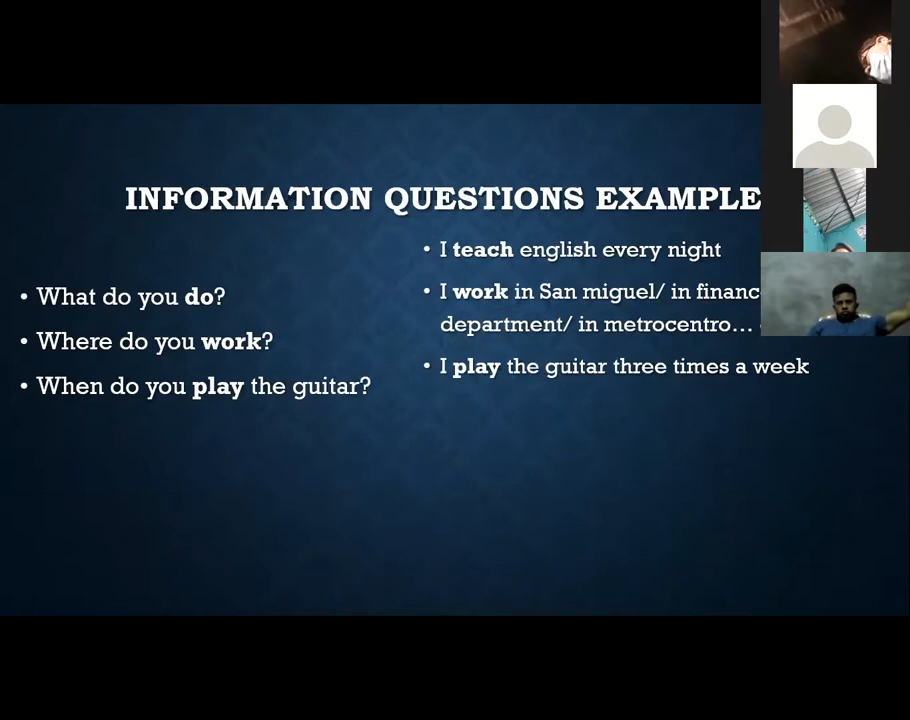 INFORMATION QUESTIONS EXAMPLE
• What do you do?
• Where do you work?
• When do you play the guitar?
• I teach english every night
• I work in San miguel/ in financ
department/ in metrocentro…
• I play the guitar three times a week